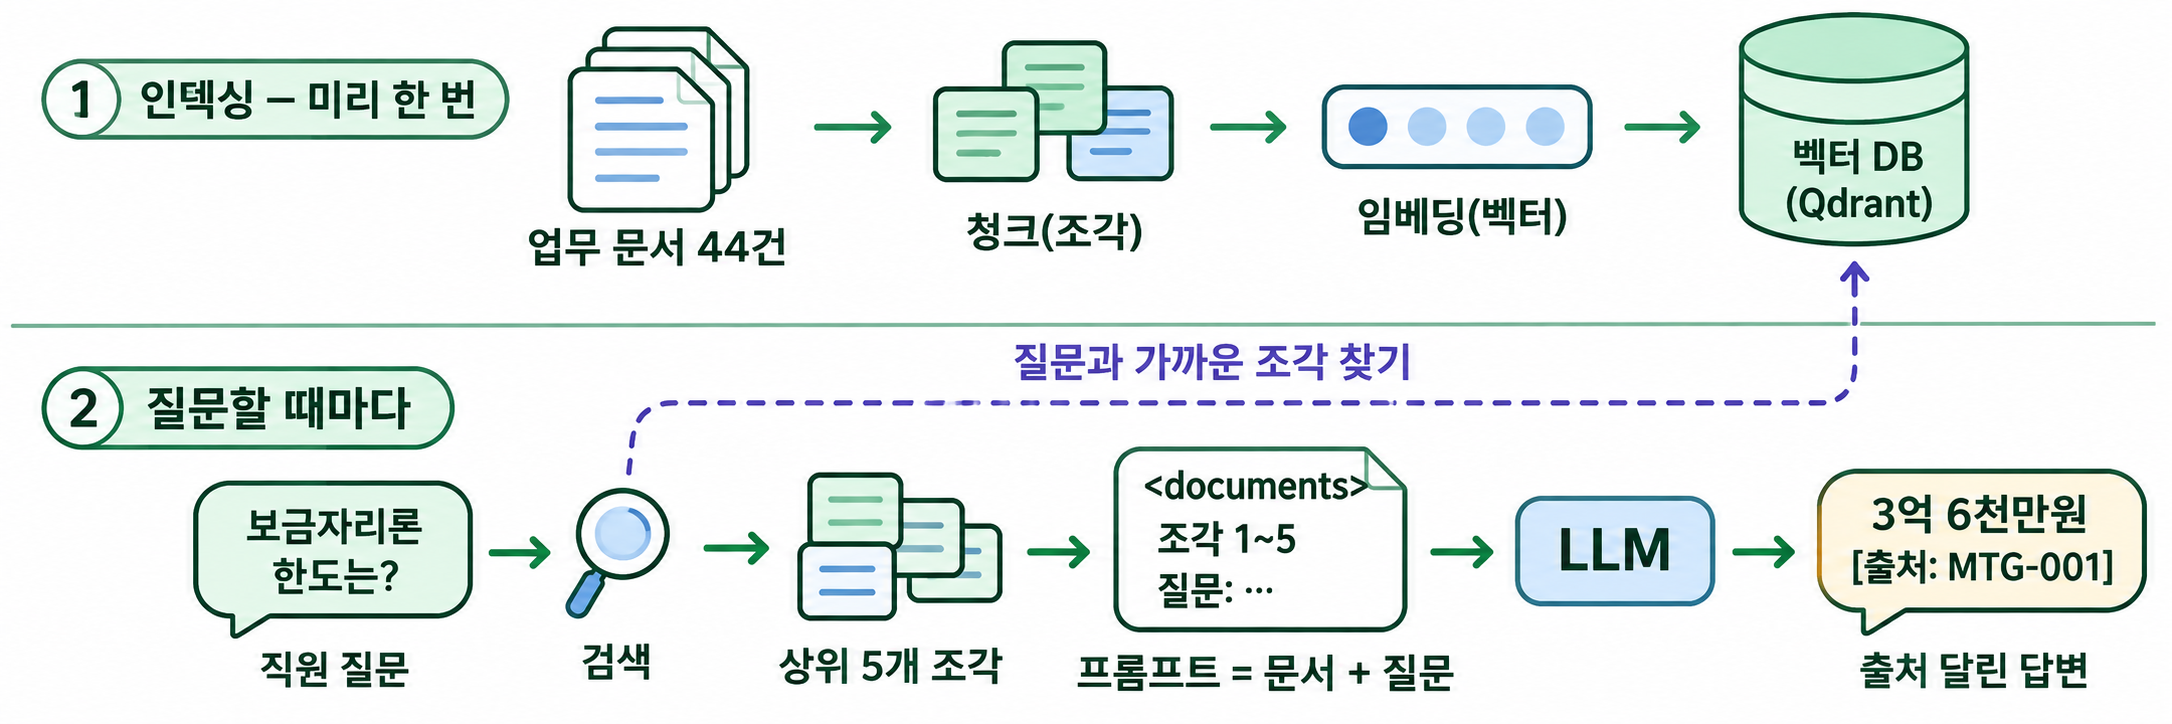 1 인덱싱 – 미리 한 번
업무 문서 44건
청크(조각)
임베딩(벡터)
벡터 DB
(Qdrant)
질문과 가까운 조각 찾기
2 질문할 때마다
보금자리론
한도는?
직원 질문
검색
상위 5개 조각
<documents>
조각 1~5
질문: ···
프롬프트 = 문서 + 질문
LLM
3억 6천만원
[출처: MTG-001]
출처 달린 답변